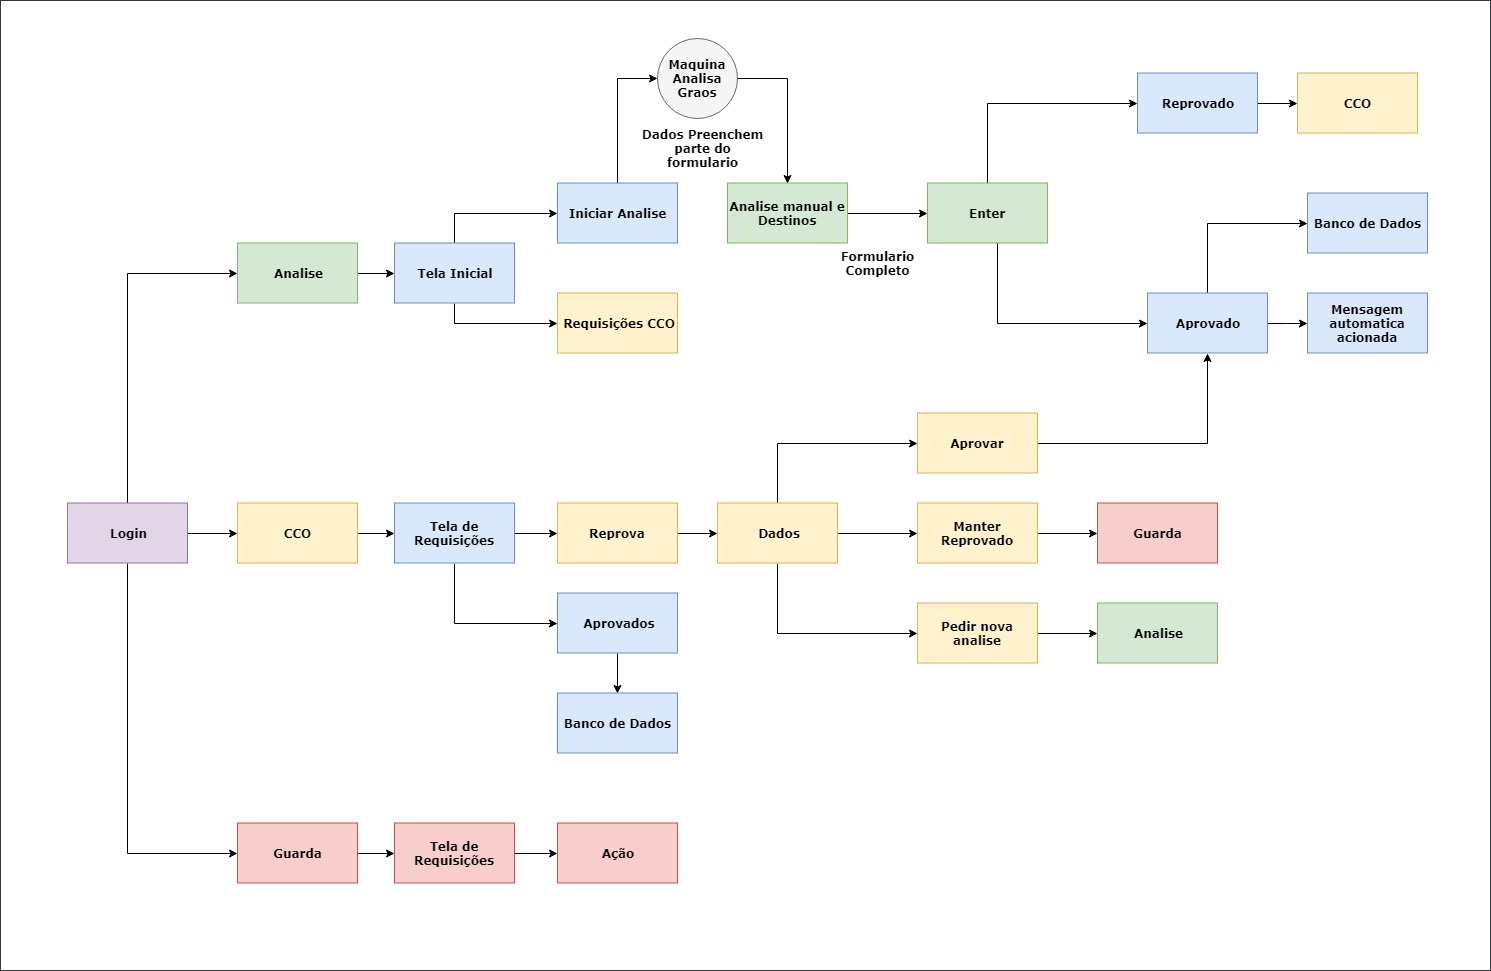 Maquina
Analisa
Graos
Dados Preenchem
parte do
formulario
Reprovado
CCO
Iniciar Analise
Analise manual e
Destinos
Enter
Formulario
Completo
Banco de Dados
Analise
Tela Inicial
Requisições CCO
Aprovado
Mensagem
automatica
acionada
Aprovar
Login
CCO
Tela de
Requisições
Reprova
Dados
Manter
Reprovado
Guarda
Aprovados
Pedir nova
analise
Analise
Banco de Dados
Guarda
Tela de
Requisições
Ação